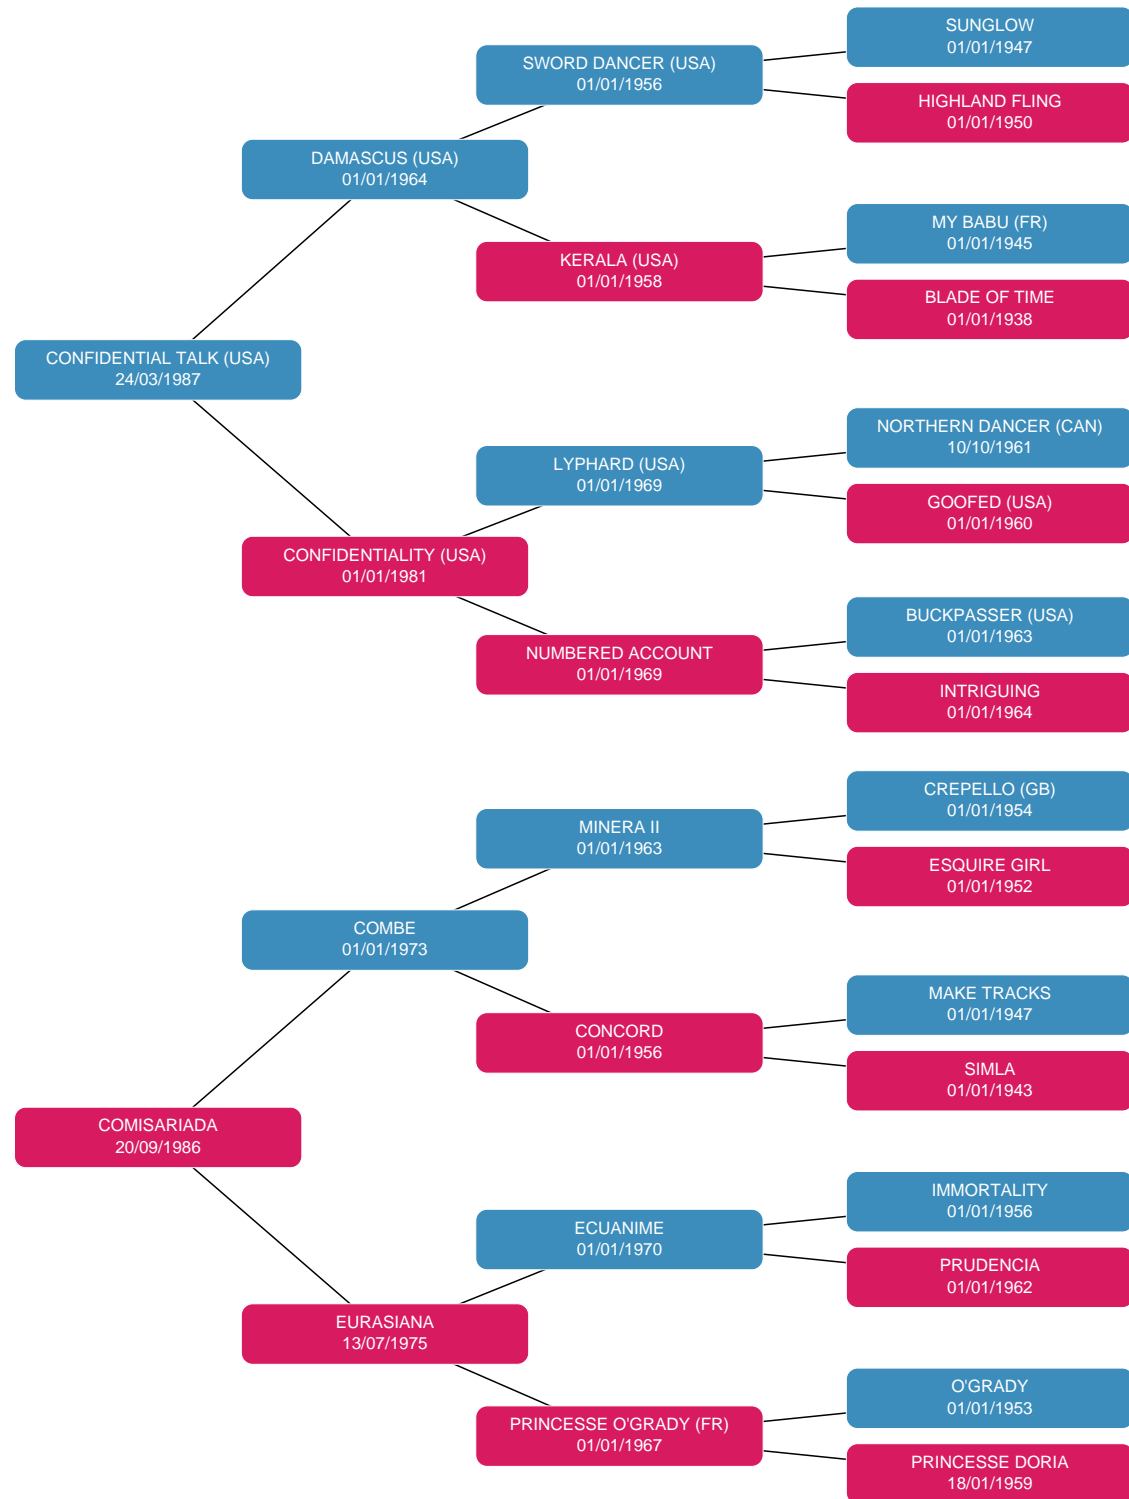 SUNGLOW
01/01/1947
SWORD DANCER (USA)
01/01/1956
HIGHLAND FLING
01/01/1950
DAMASCUS (USA)
01/01/1964
MY BABU (FR)
01/01/1945
KERALA (USA)
01/01/1958
BLADE OF TIME
01/01/1938
CONFIDENTIAL TALK (USA)
24/03/1987
NORTHERN DANCER (CAN)
10/10/1961
LYPHARD (USA)
01/01/1969
GOOFED (USA)
01/01/1960
CONFIDENTIALITY (USA)
01/01/1981
BUCKPASSER (USA)
01/01/1963
NUMBERED ACCOUNT
01/01/1969
INTRIGUING
01/01/1964
CREPELLO (GB)
01/01/1954
MINERA II
01/01/1963
ESQUIRE GIRL
01/01/1952
COMBE
01/01/1973
MAKE TRACKS
01/01/1947
CONCORD
01/01/1956
SIMLA
01/01/1943
COMISARIADA
20/09/1986
IMMORTALITY
01/01/1956
ECUANIME
01/01/1970
PRUDENCIA
01/01/1962
EURASIANA
13/07/1975
O'GRADY
01/01/1953
PRINCESSE O'GRADY (FR)
01/01/1967
PRINCESSE DORIA
18/01/1959